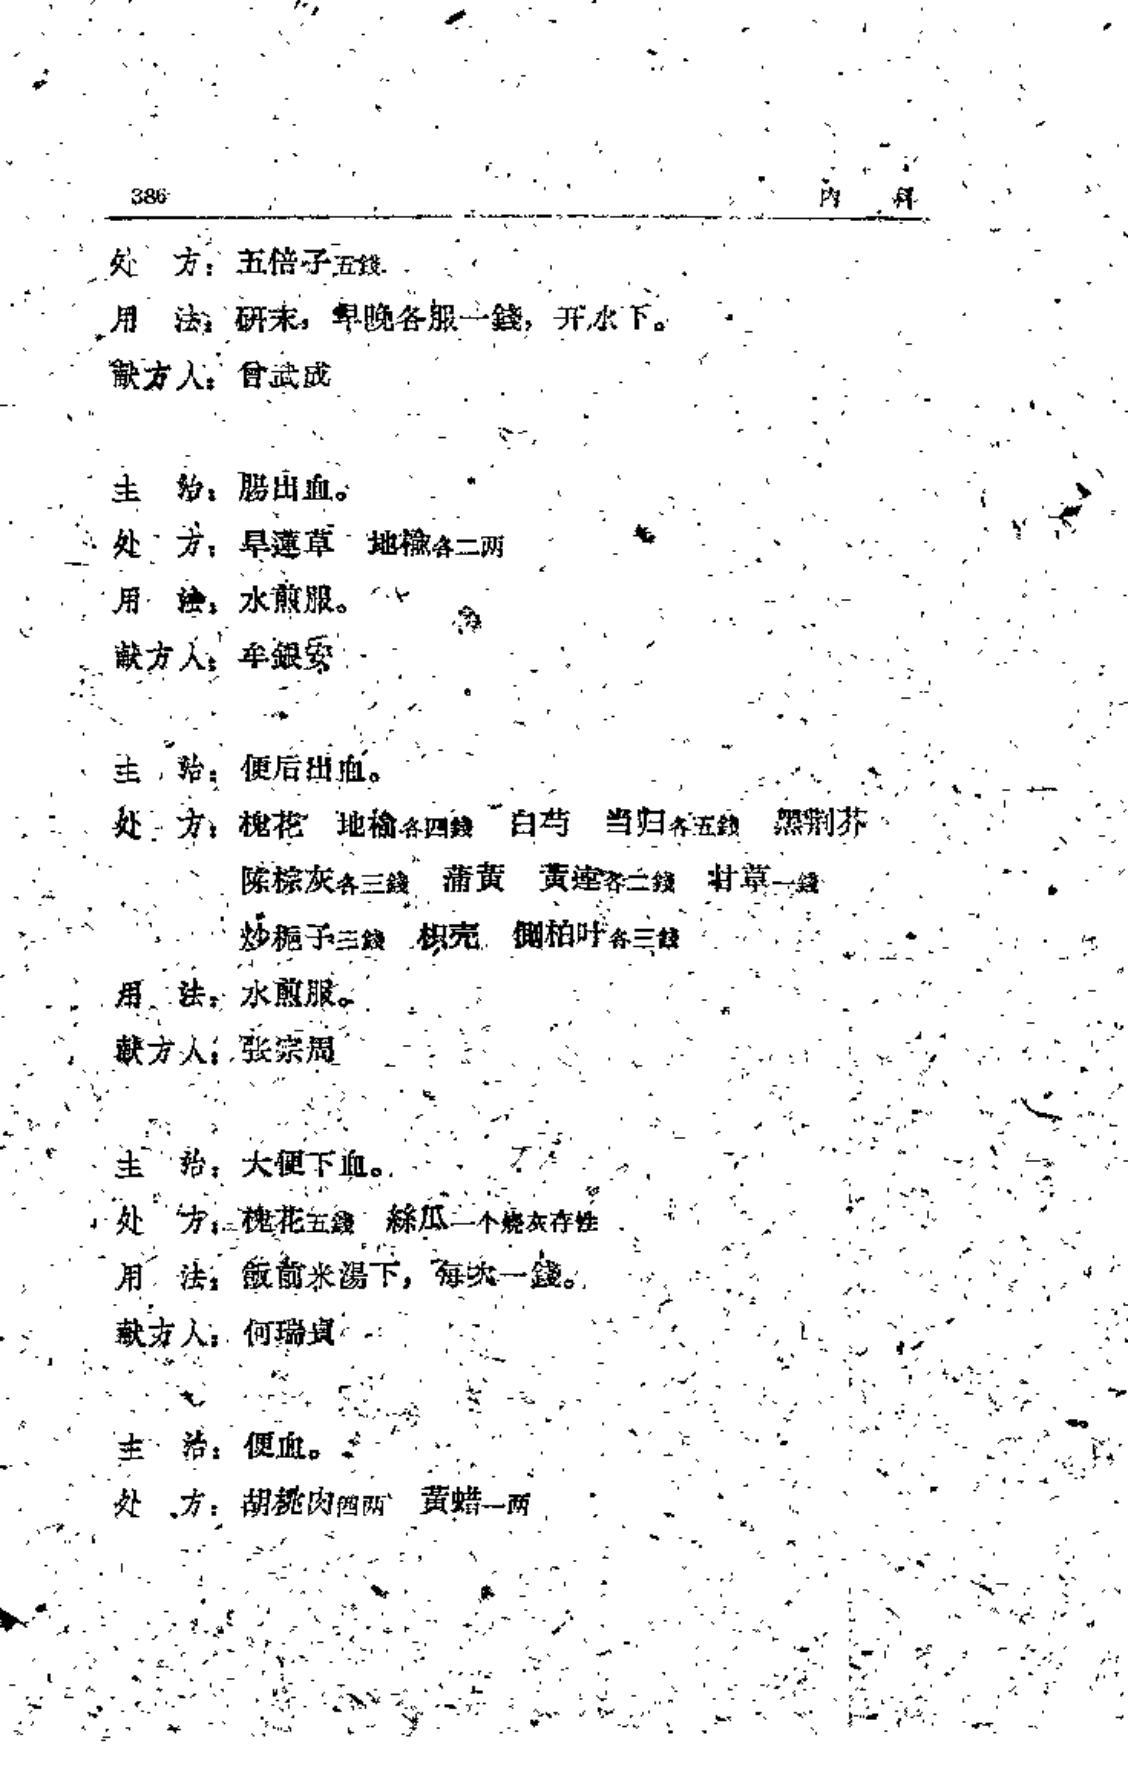 386 内 科
处 方：五倍子五錢
用 法：研末，早晚各服一錢，开水下。
献方人：曾武成
主 治：腸出血。
处 方：旱蓮草 地榆各二两
用 法：水煎服。
献方人：牟銀安
主 治：便后出血。
处 方：槐花 地榆各四錢 白芍 当归各五錢 黑荆芥
陈棕灰各三錢 蒲黄 黄連各二錢 甘草一錢
炒梔子三錢 枳壳 側柏叶各三錢
用 法：水煎服。
献方人：张宗周
主 治：大便下血。
处 方：槐花五錢 絲瓜一个燒灰存性
用 法：飯前米湯下，每次一錢。
献方人：何瑞貞
主 治：便血。
处 方：胡桃肉四两 黄蜡一两